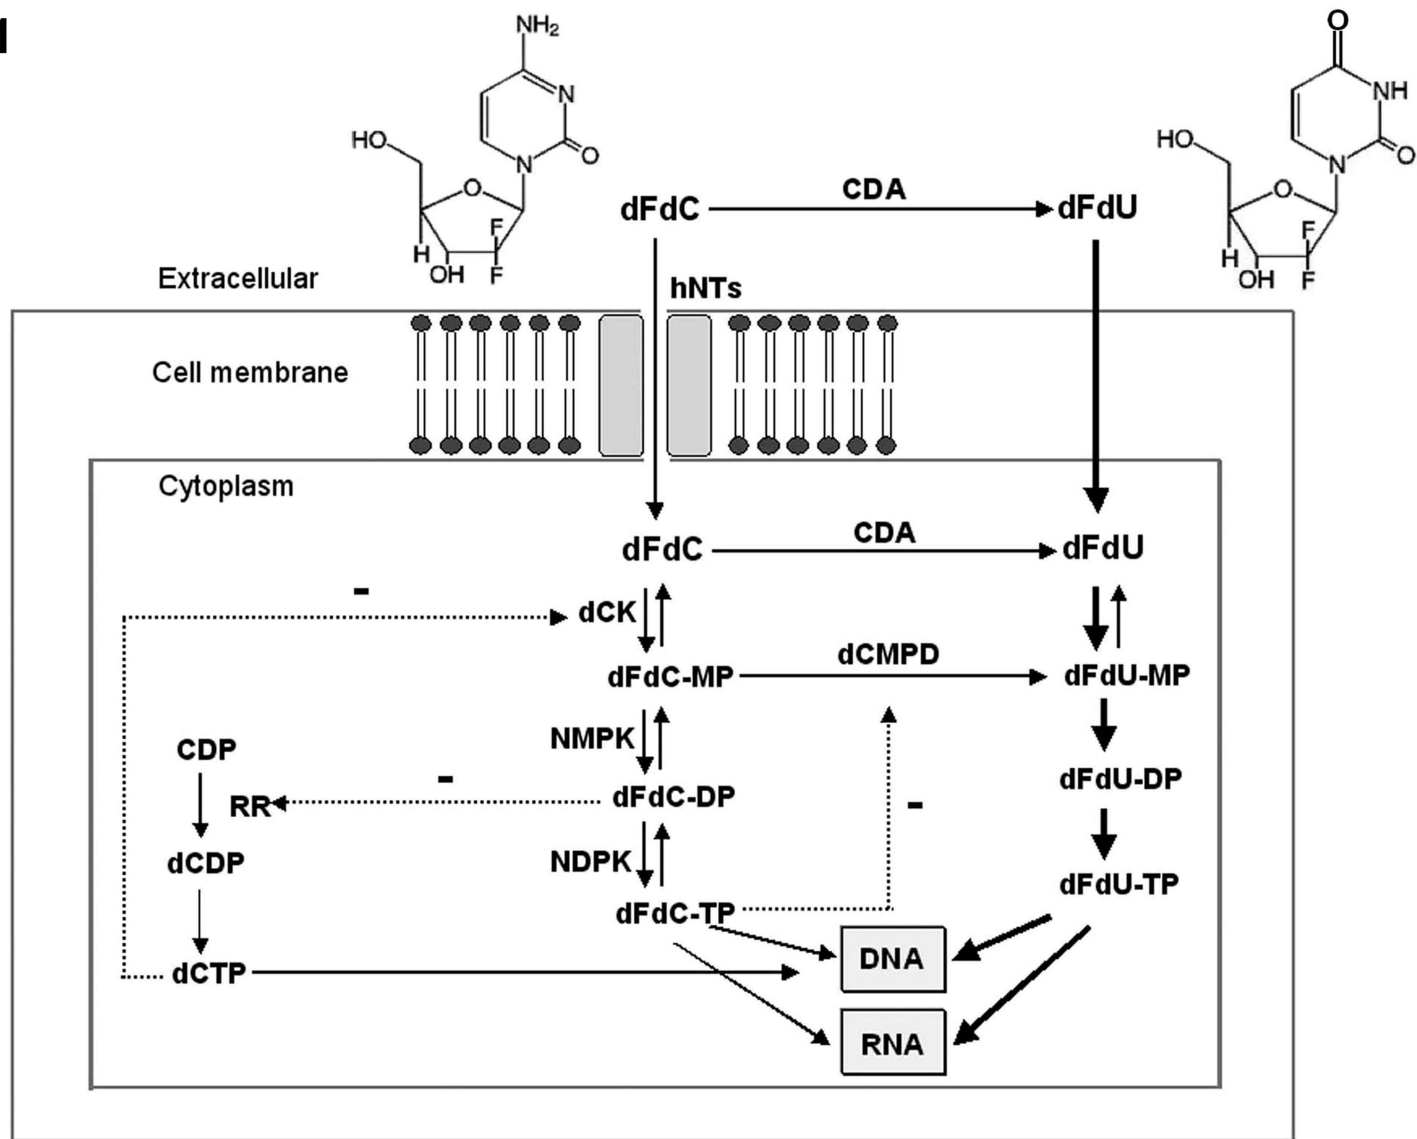 NH₂
N
O
N
HO
O
F
H
OH
F
O
NH
O
N
HO
O
F
H
OH
F
dFdC
CDA
dFdU
Extracellular
hNTs
Cell membrane
Cytoplasm
dFdC
CDA
dFdU
-
dCK
dFdC-MP
dCMPD
dFdU-MP
NMPK
CDP
-
RR
dFdC-DP
-
dFdU-DP
dCDP
NDPK
dFdU-TP
dFdC-TP
DNA
dCTP
RNA